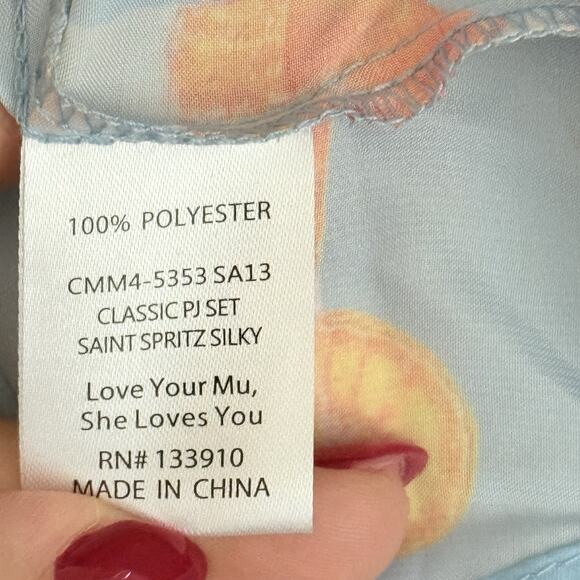 100% POLYESTER
CMM4-5353 SA13
CLASSIC PJ SET
SAINT SPRITZ SILKY
Love Your Mu,
She Loves You
RN# 133910
MADE IN CHINA